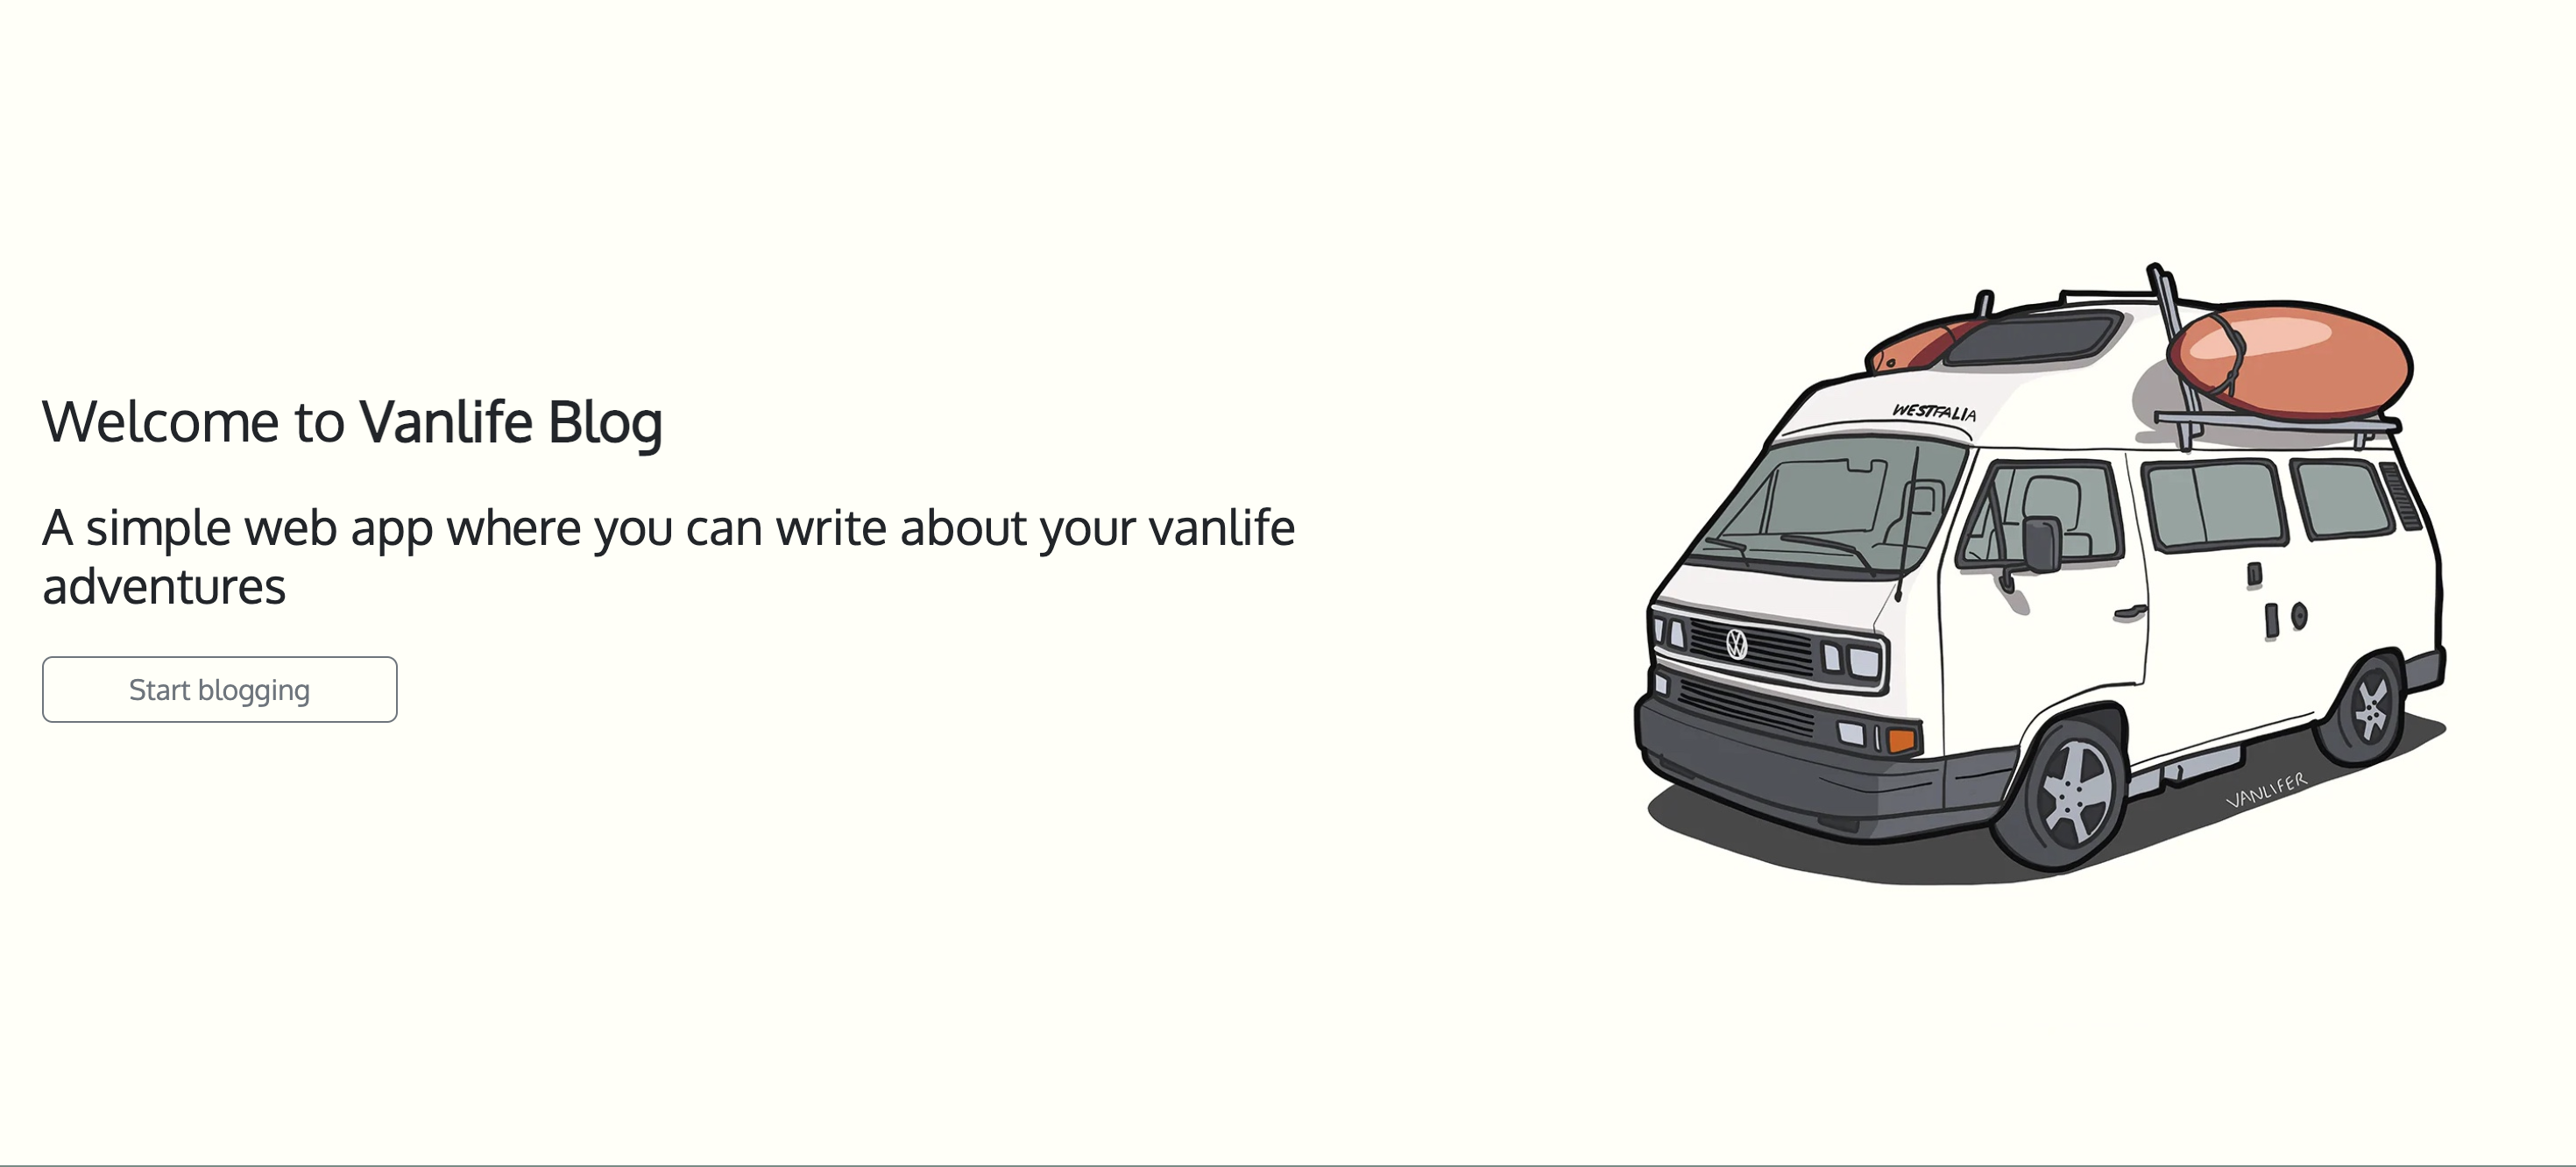 Welcome to Vanlife Blog
A simple web app where you can write about your vanlife
adventures
Start blogging
WESTFALIA
VANLIFER